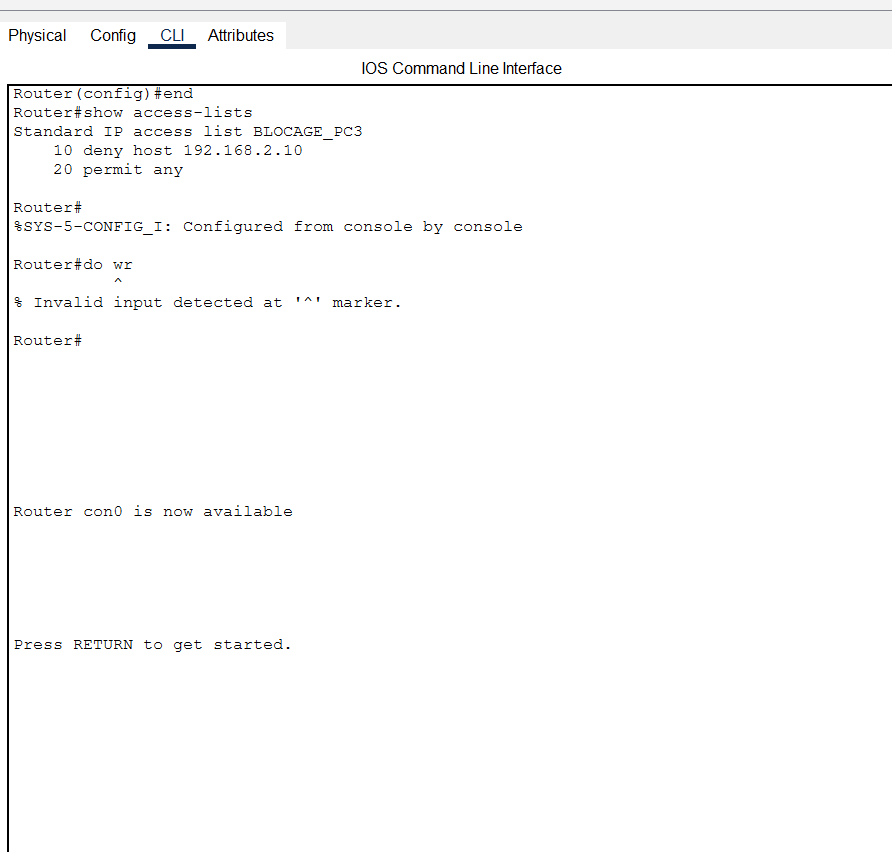 Physical Config CLI Attributes
IOS Command Line Interface
Router(config)#end
Router#show access-lists
Standard IP access list BLOCAGE_PC3
    10 deny host 192.168.2.10
    20 permit any
Router#
%SYS-5-CONFIG_I: Configured from console by console
Router#do wr
          ^
% Invalid input detected at '^' marker.
Router#
Router con0 is now available
Press RETURN to get started.